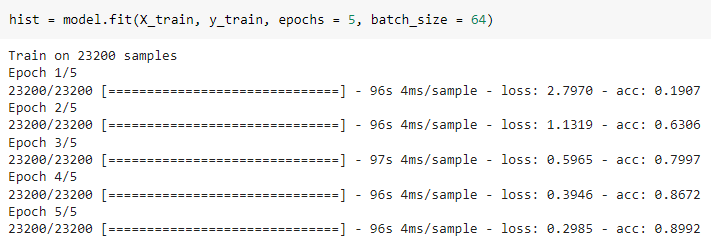 hist = model.fit(X_train, y_train, epochs = 5, batch_size = 64)
Train on 23200 samples
Epoch 1/5
23200/23200 [==============================] - 96s 4ms/sample - loss: 2.7970 - acc: 0.1907
Epoch 2/5
23200/23200 [==============================] - 96s 4ms/sample - loss: 1.1319 - acc: 0.6306
Epoch 3/5
23200/23200 [==============================] - 97s 4ms/sample - loss: 0.5965 - acc: 0.7997
Epoch 4/5
23200/23200 [==============================] - 96s 4ms/sample - loss: 0.3946 - acc: 0.8672
Epoch 5/5
23200/23200 [==============================] - 96s 4ms/sample - loss: 0.2985 - acc: 0.8992